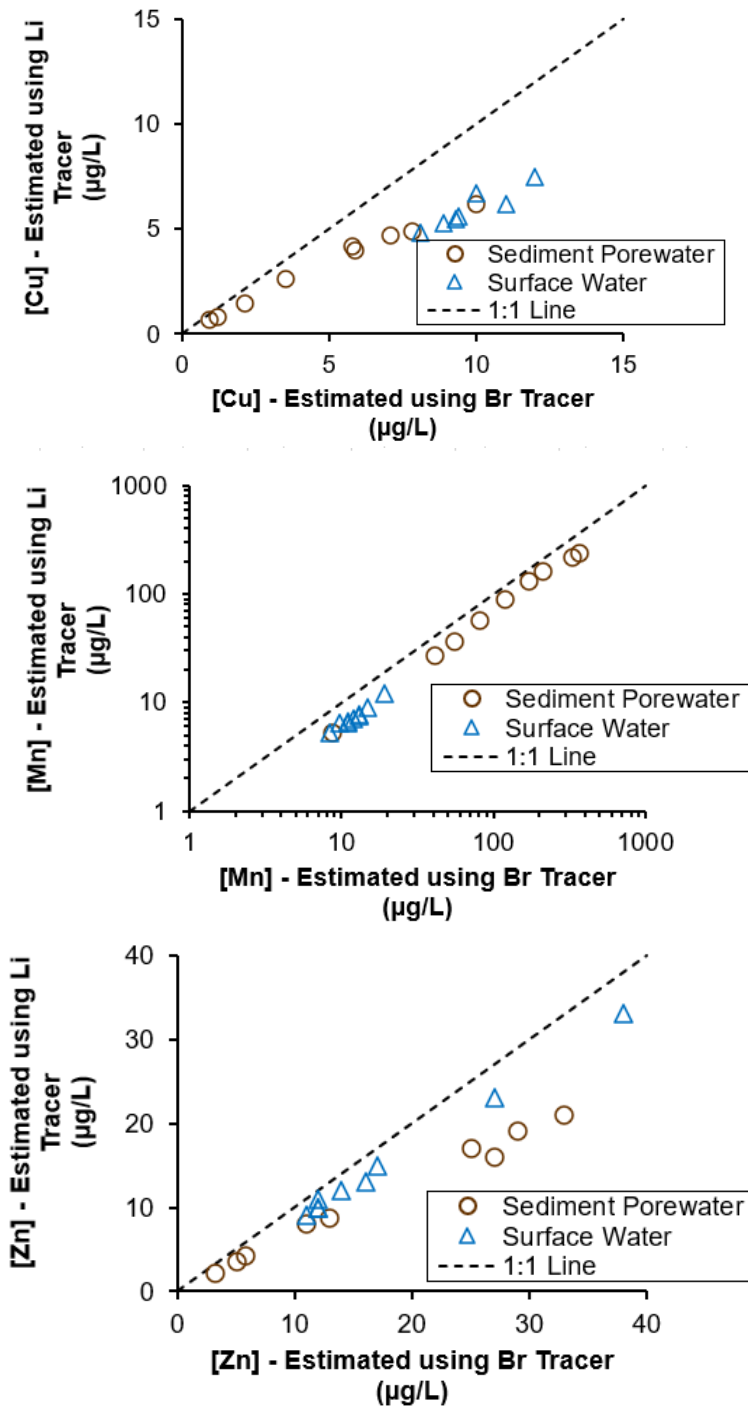 15
10
5
0
0
5
10
15
[Cu] - Estimated using Li
Tracer
(µg/L)
Sediment Porewater
Surface Water
1:1 Line
[Cu] - Estimated using Br Tracer
(µg/L)
1000
100
10
1
1
10
100
1000
[Mn] - Estimated using Li
Tracer
(µg/L)
Sediment Porewater
Surface Water
1:1 Line
[Mn] - Estimated using Br Tracer
(µg/L)
40
30
20
10
0
0
10
20
30
40
[Zn] - Estimated using Li
Tracer
(µg/L)
Sediment Porewater
Surface Water
1:1 Line
[Zn] - Estimated using Br Tracer
(µg/L)